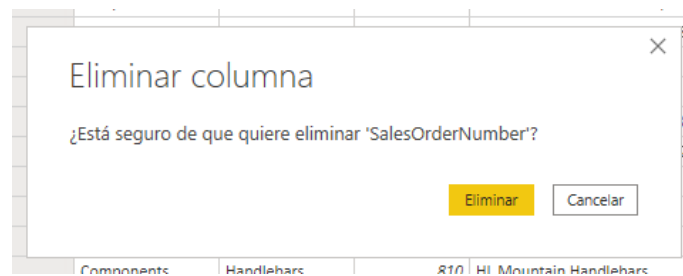 Eliminar columna
¿Está seguro de que quiere eliminar 'SalesOrderNumber'?
Eliminar Cancelar
Components Handlebars 810 HL Mountain Handlebars